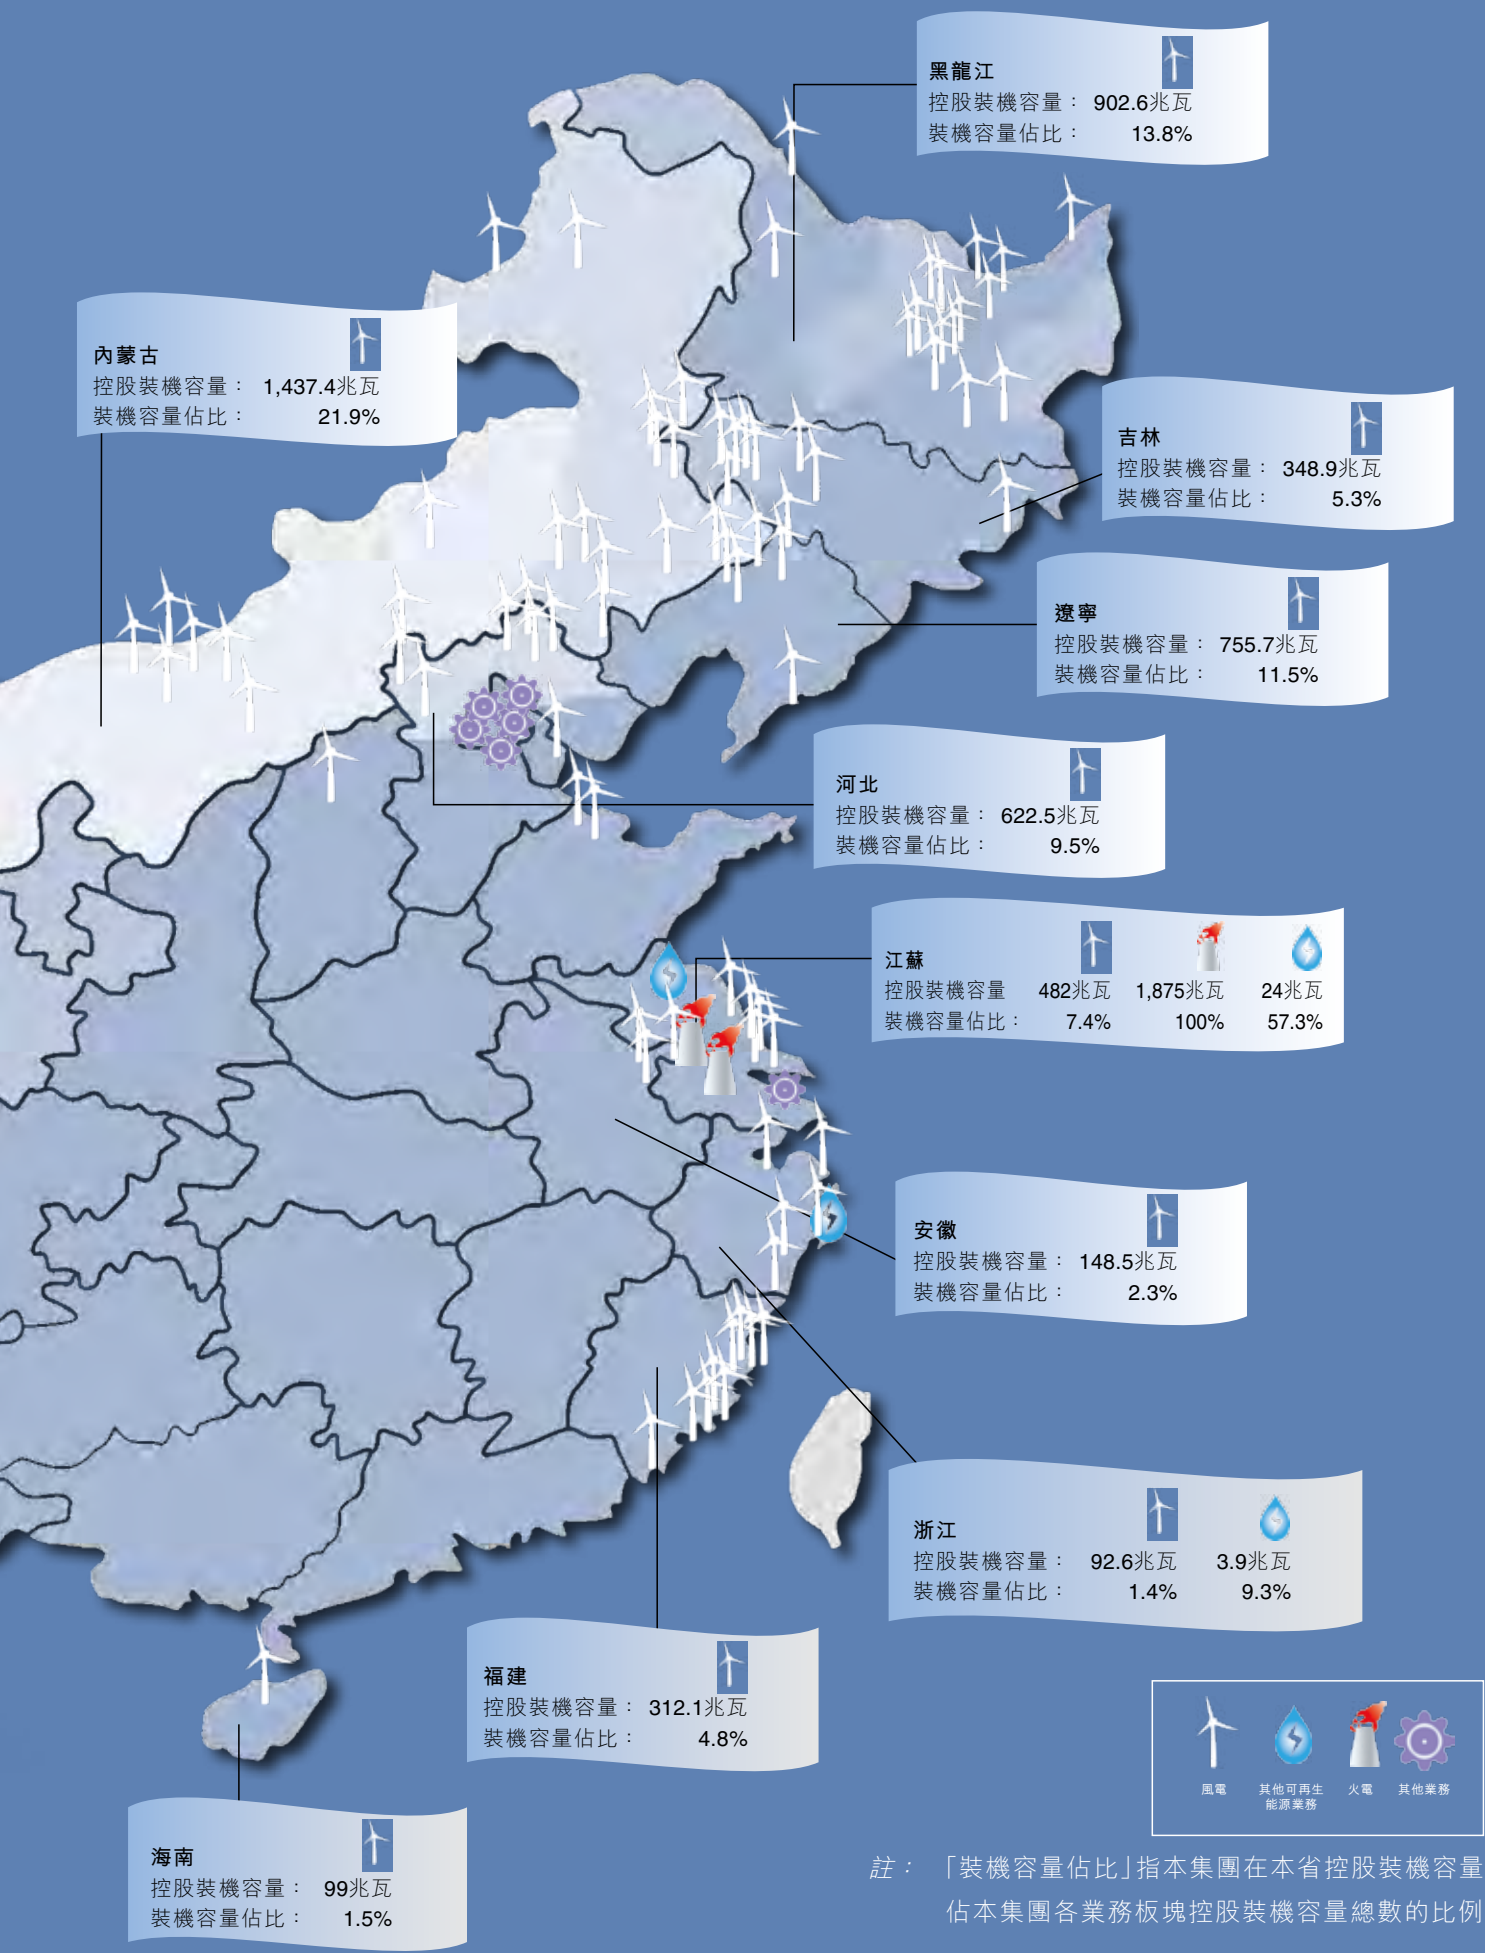 黑龍江
控股裝機容量： 902.6兆瓦
裝機容量佔比： 13.8%
內蒙古
控股裝機容量： 1,437.4兆瓦
裝機容量佔比： 21.9%
吉林
控股裝機容量： 348.9兆瓦
裝機容量佔比： 5.3%
遼寧
控股裝機容量： 755.7兆瓦
裝機容量佔比： 11.5%
河北
控股裝機容量： 622.5兆瓦
裝機容量佔比： 9.5%
江蘇
控股裝機容量 482兆瓦 1,875兆瓦 24兆瓦
裝機容量佔比： 7.4% 100% 57.3%
安徽
控股裝機容量： 148.5兆瓦
裝機容量佔比： 2.3%
浙江
控股裝機容量： 92.6兆瓦 3.9兆瓦
裝機容量佔比： 1.4% 9.3%
福建
控股裝機容量： 312.1兆瓦
裝機容量佔比： 4.8%
海南
控股裝機容量： 99兆瓦
裝機容量佔比： 1.5%
風電 其他可再生 火電 其他業務
能源業務
註： 「裝機容量佔比」指本集團在本省控股裝機容量
佔本集團各業務板塊控股裝機容量總數的比例